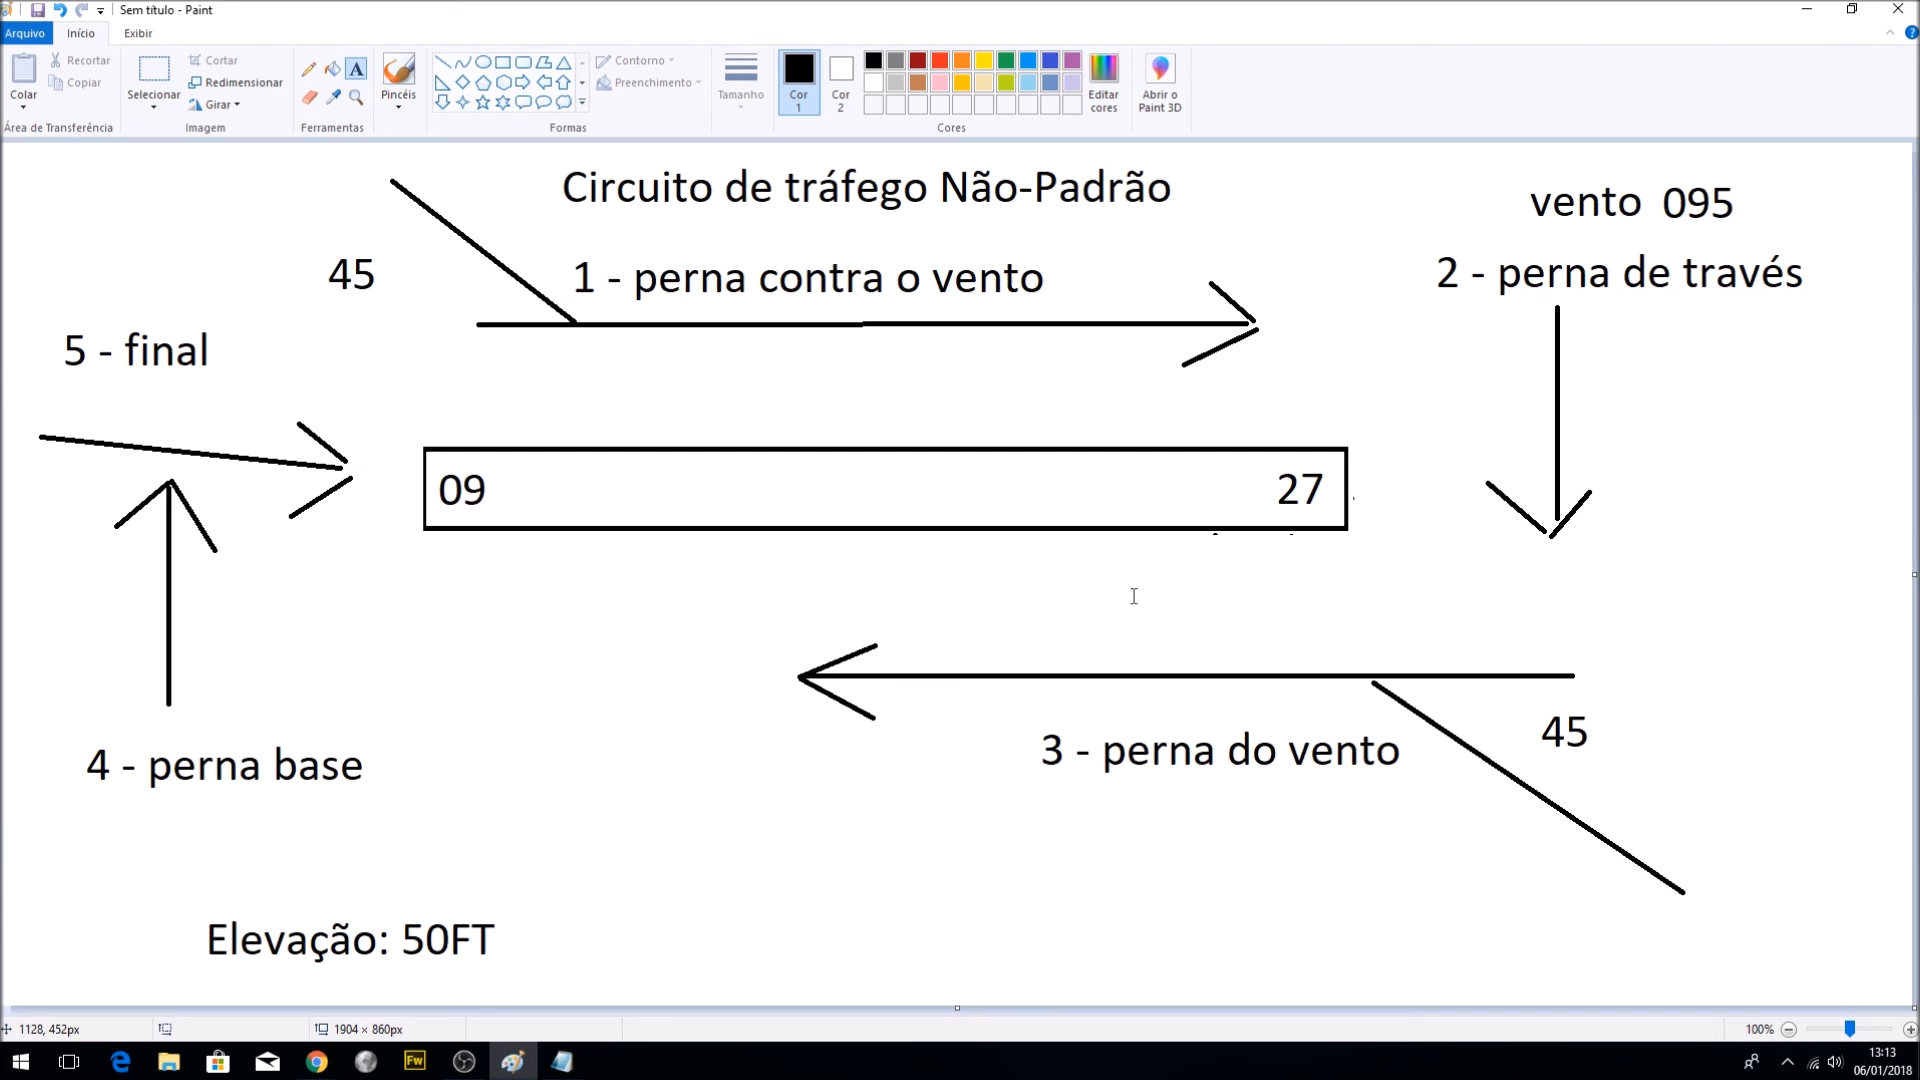 Sem título - Paint
Arquivo
Início
Exibir
Colar
Recortar
Copiar
Área de Transferência
Selecionar
Cortar
Redimensionar
Girar
Imagem
A
Ferramentas
Pincéis
Contorno
Preenchimento
Formas
Tamanho
Cor
1
Cor
2
Editar
cores
Abrir o
Paint 3D
Cores
Circuito de tráfego Não-Padrão
vento 095
45
1 - perna contra o vento
2 - perna de través
5 - final
09
27
3 - perna do vento
45
4 - perna base
Elevação: 50FT
1128, 452px
1904 × 860px
100%
Fw
13:13
06/01/2018